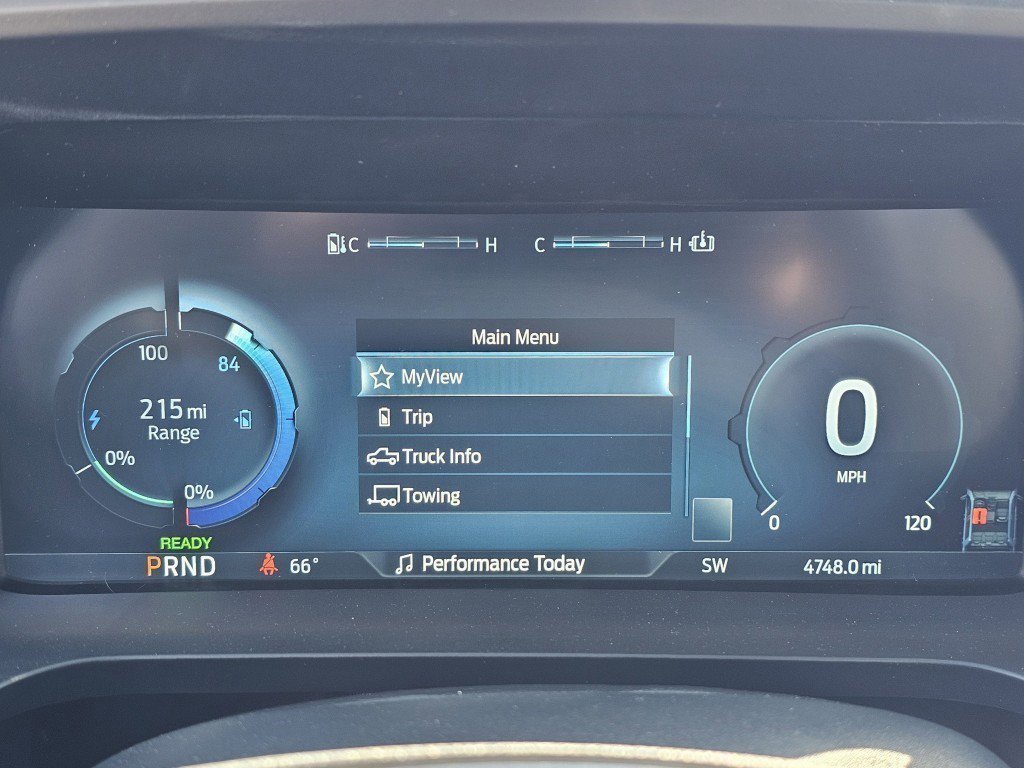 C H C H
Main Menu
MyView
Trip
Truck Info
Towing
100
84
215 mi
Range
0%
0%
READY
PRND
66°
Performance Today
SW
4748.0 mi
0
MPH
0
120